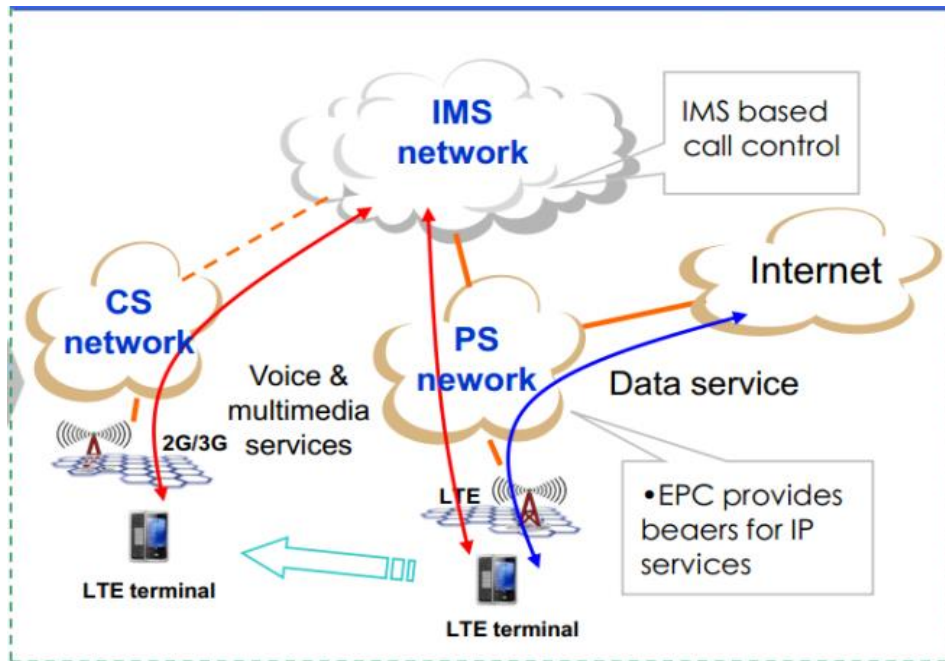 IMS
network
IMS based
call control
Internet
CS
network
PS
nework
Voice &
multimedia
services
Data service
2G/3G
LTE
•EPC provides
beaers for IP
services
LTE terminal
LTE terminal